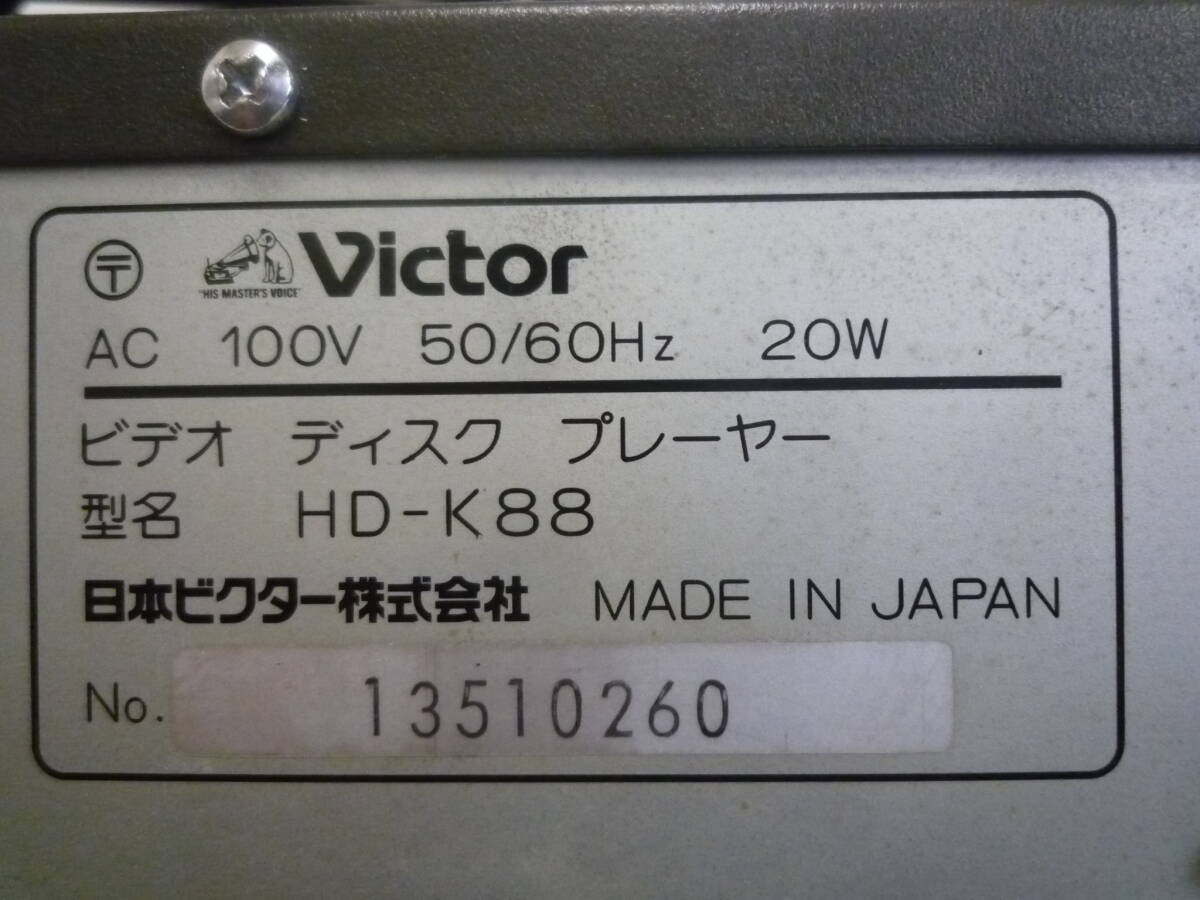 〒 "HIS MASTER'S VOICE" Victor
AC 100V 50/60Hz 20W
ビデオ ディスク プレーヤー
型名 HD-K88
日本ビクター株式会社 MADE IN JAPAN
No. 13510260